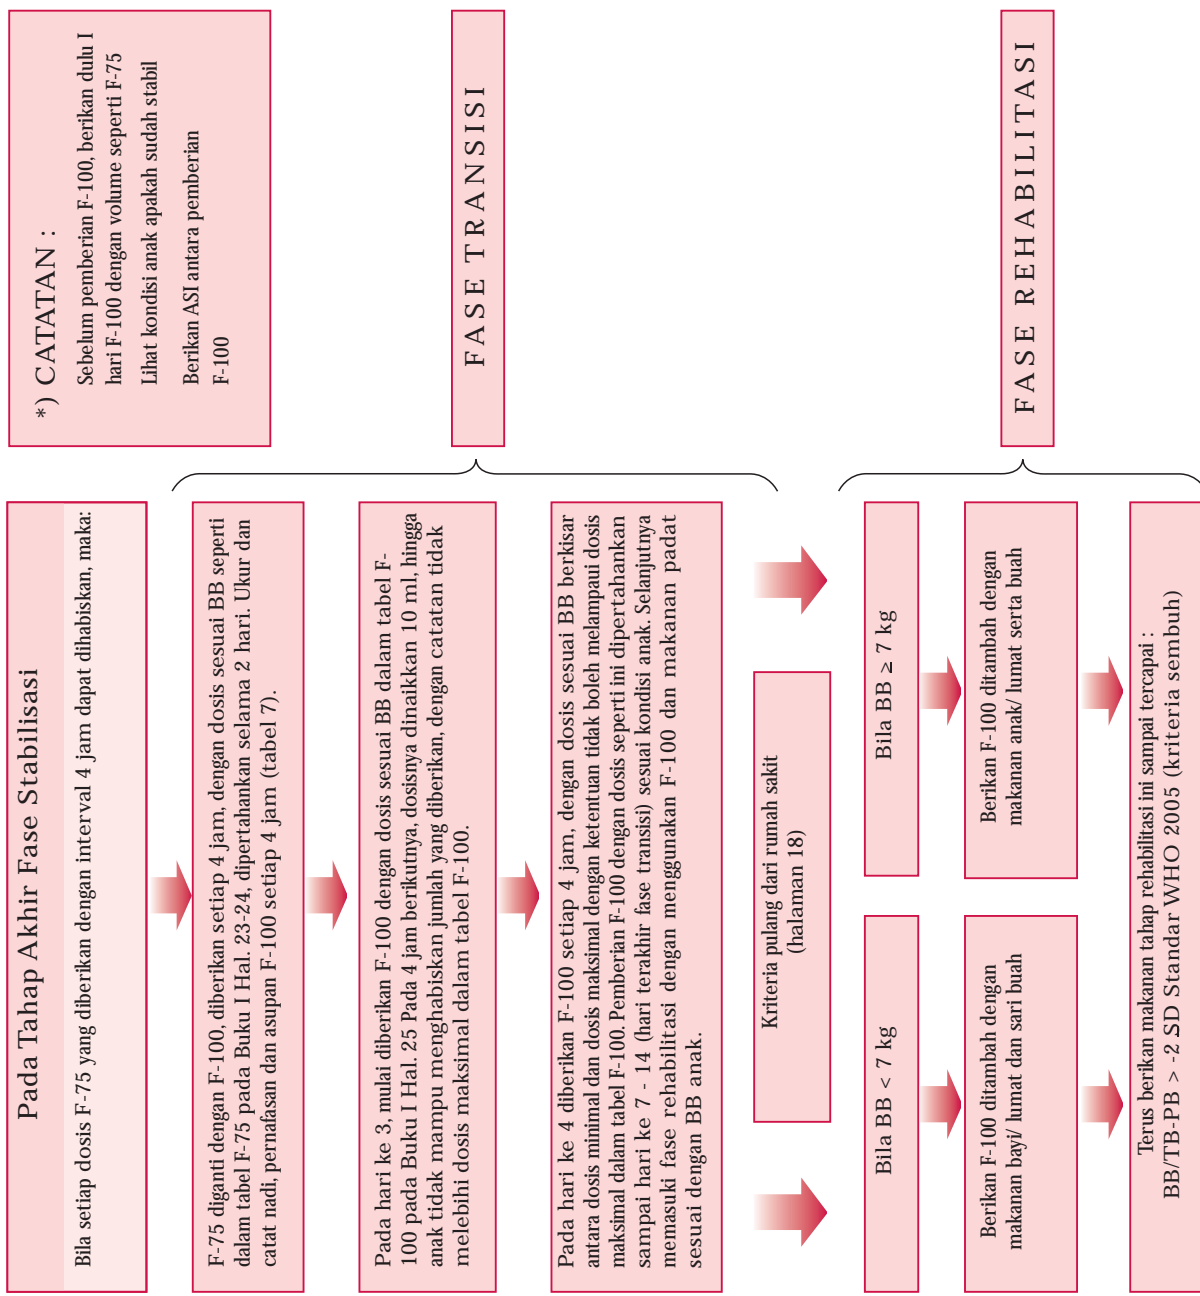 Pada Tahap Akhir Fase Stabilisasi
Bila setiap dosis F-75 yang diberikan dengan interval 4 jam dapat dihabiskan, maka:
*) CATATAN :
Sebelum pemberian F-100, berikan dulu I
hari F-100 dengan volume seperti F-75
Lihat kondisi anak apakah sudah stabil
Berikan ASI antara pemberian
F-100
F-75 diganti dengan F-100, diberikan setiap 4 jam, dengan dosis sesuai BB seperti
dalam tabel F-75 pada Buku I Hal. 23-24, dipertahankan selama 2 hari. Ukur dan
catat nadi, pernafasan dan asupan F-100 setiap 4 jam (tabel 7).
Pada hari ke 3, mulai diberikan F-100 dengan dosis sesuai BB dalam tabel F-
100 pada Buku I Hal. 25 Pada 4 jam berikutnya, dosisnya dinaikkan 10 ml, hingga
anak tidak mampu menghabiskan jumlah yang diberikan, dengan catatan tidak
melebihi dosis maksimal dalam tabel F-100.
Pada hari ke 4 diberikan F-100 setiap 4 jam, dengan dosis sesuai BB berkisar
antara dosis minimal dan dosis maksimal dengan ketentuan tidak boleh melampaui dosis
maksimal dalam tabel F-100. Pemberian F-100 dengan dosis seperti ini dipertahankan
sampai hari ke 7 - 14 (hari terakhir fase transisi) sesuai kondisi anak. Selanjutnya
memasuki fase rehabilitasi dengan menggunakan F-100 dan makanan padat
sesuai dengan BB anak.
FASE TRANSISI
Kriteria pulang dari rumah sakit
(halaman 18)
Bila BB < 7 kg
Bila BB ≥ 7 kg
Berikan F-100 ditambah dengan
makanan bayi/ lumat dan sari buah
Berikan F-100 ditambah dengan
makanan anak/ lumat serta buah
Terus berikan makanan tahap rehabilitasi ini sampai tercapai :
BB/TB-PB > -2 SD Standar WHO 2005 (kriteria sembuh)
FASE REHABILITASI